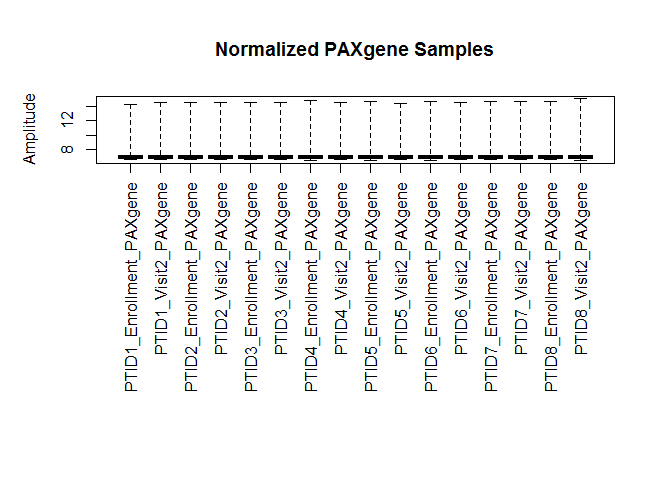 Normalized PAXgene Samples
Amplitude
12
8
PTID1_Enrollment_PAXgene
PTID1_Visit2_PAXgene
PTID2_Enrollment_PAXgene
PTID2_Visit2_PAXgene
PTID3_Enrollment_PAXgene
PTID3_Visit2_PAXgene
PTID4_Enrollment_PAXgene
PTID4_Visit2_PAXgene
PTID5_Enrollment_PAXgene
PTID5_Visit2_PAXgene
PTID6_Enrollment_PAXgene
PTID6_Visit2_PAXgene
PTID7_Enrollment_PAXgene
PTID7_Visit2_PAXgene
PTID8_Enrollment_PAXgene
PTID8_Visit2_PAXgene